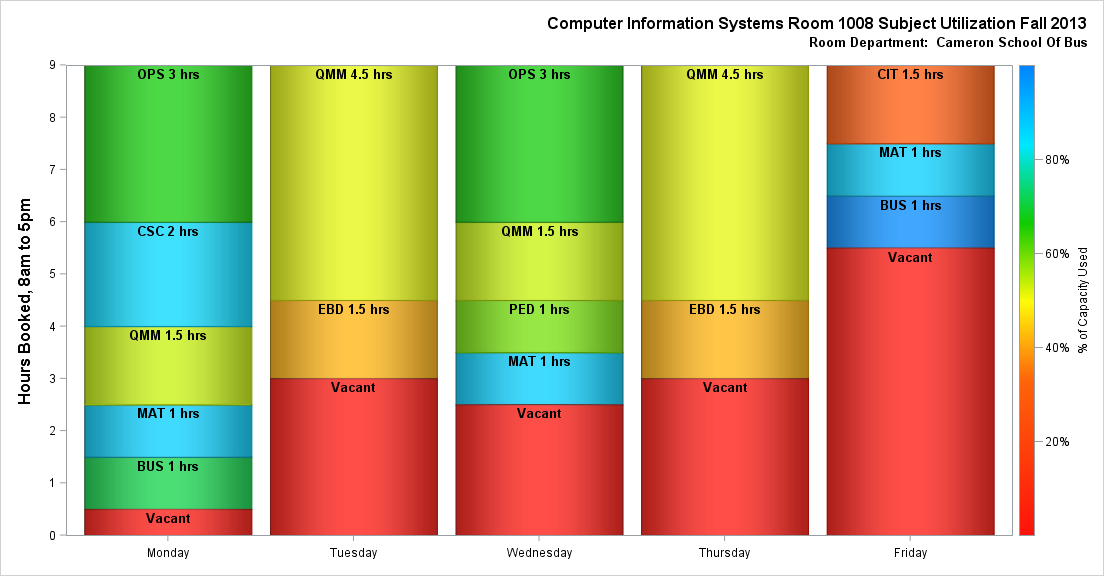 Computer Information Systems Room 1008 Subject Utilization Fall 2013
Room Department:  Cameron School Of Bus
Hours Booked, 8am to 5pm
9
8
7
6
5
4
3
2
1
0
OPS 3 hrs
CSC 2 hrs
QMM 1.5 hrs
MAT 1 hrs
BUS 1 hrs
Vacant
Monday
QMM 4.5 hrs
EBD 1.5 hrs
Vacant
Tuesday
OPS 3 hrs
QMM 1.5 hrs
PED 1 hrs
MAT 1 hrs
Vacant
Wednesday
QMM 4.5 hrs
EBD 1.5 hrs
Vacant
Thursday
CIT 1.5 hrs
MAT 1 hrs
BUS 1 hrs
Vacant
Friday
80%
60%
40%
20%
% of Capacity Used